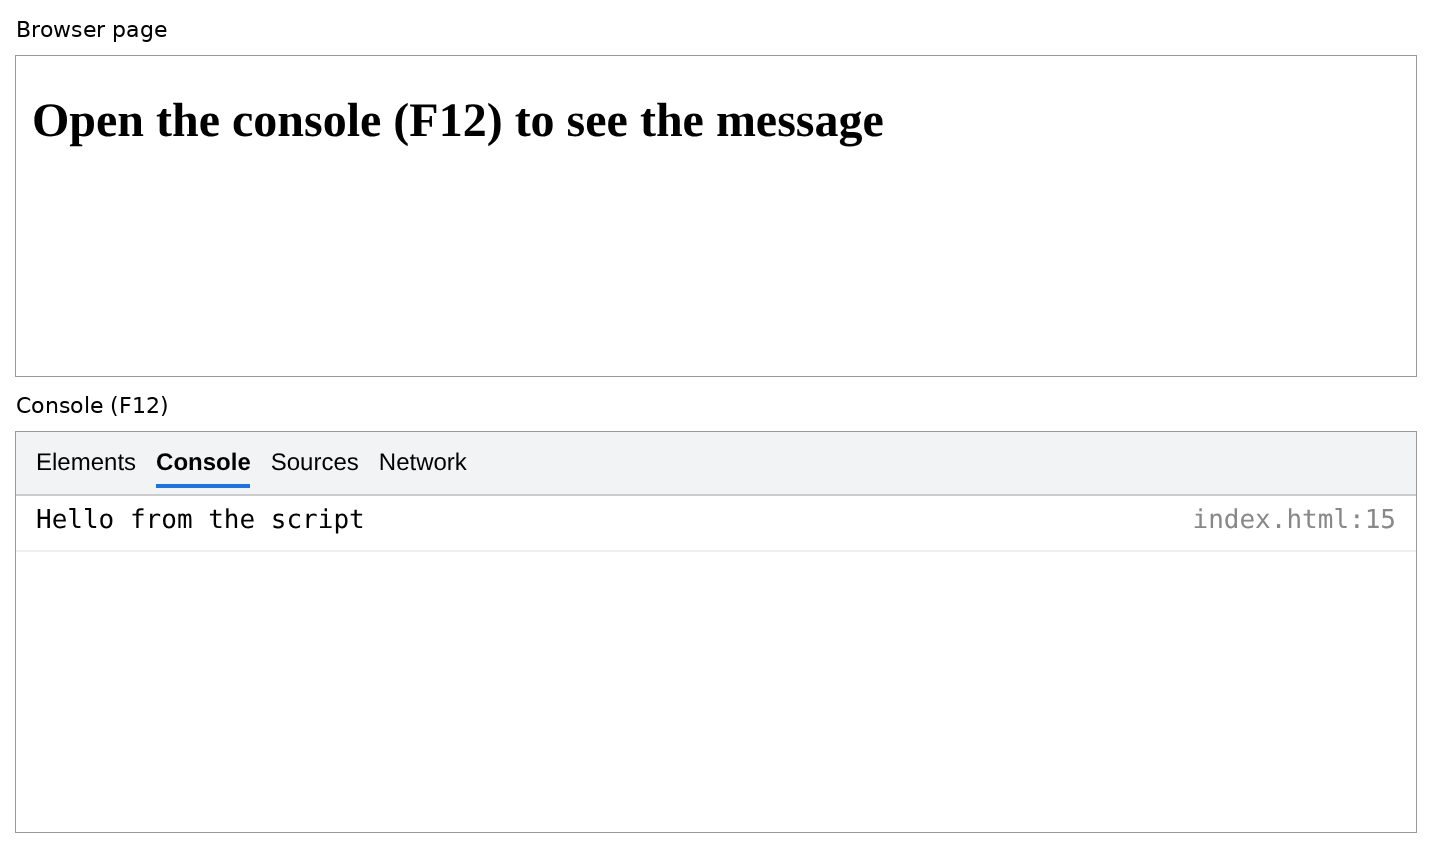 Browser page
Open the console (F12) to see the message
Console (F12)
Elements Console Sources Network
Hello from the script index.html:15